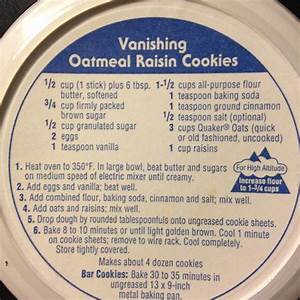 Vanishing
Oatmeal Raisin Cookies
1/2 cup (1 stick) plus 6 tbsp.
butter, softened
3/4 cup firmly packed
brown sugar
1/2 cup granulated sugar
2 eggs
1 teaspoon vanilla
1-1/2 cups all-purpose flour
1 teaspoon baking soda
1 teaspoon ground cinnamon
1/2 teaspoon salt (optional)
3 cups Quaker® Oats (quick
or old fashioned, uncooked)
1 cup raisins
1. Heat oven to 350°F. In large bowl, beat butter and sugars
on medium speed of electric mixer until creamy.
2. Add eggs and vanilla; beat well.
3. Add combined flour, baking soda, cinnamon and salt; mix well.
4. Add oats and raisins; mix well.
5. Drop dough by rounded tablespoonfuls onto ungreased cookie sheets.
6. Bake 8 to 10 minutes or until light golden brown. Cool 1 minute
on cookie sheets; remove to wire rack. Cool completely.
Store tightly covered.
Makes about 4 dozen cookies
Bar Cookies: Bake 30 to 35 minutes in
ungreased 13 x 9-inch
metal baking pan.
For High Altitude
Increase flour
to 1-3/4 cups